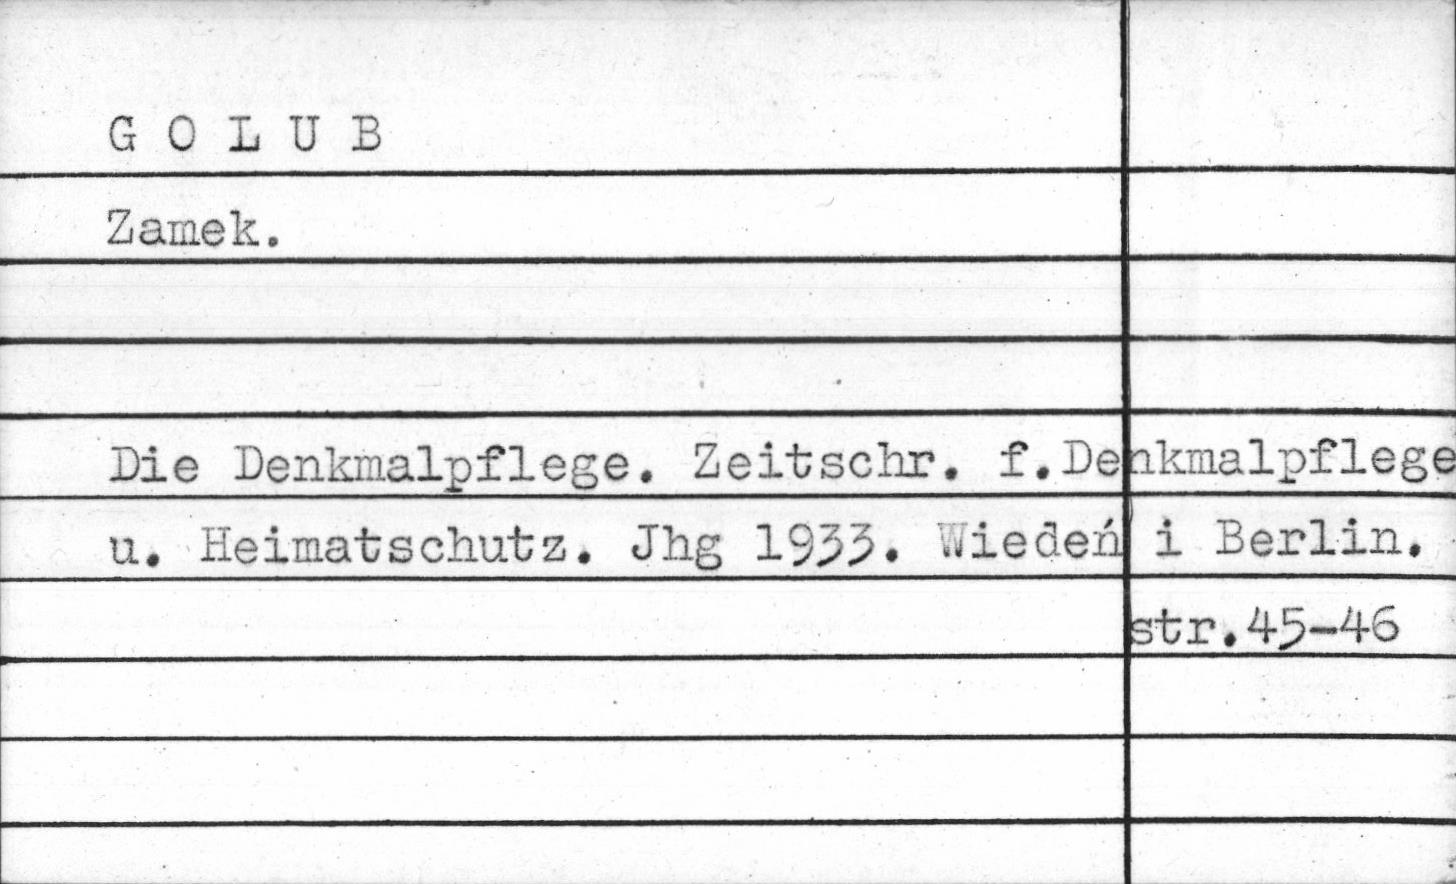 G O L U B
Zamek.
Die Denkmalpflege. Zeitschr. f. Denkmalpflege
u. Heimatschutz. Jhg 1933. Wiedeń i Berlin.
str.45-46